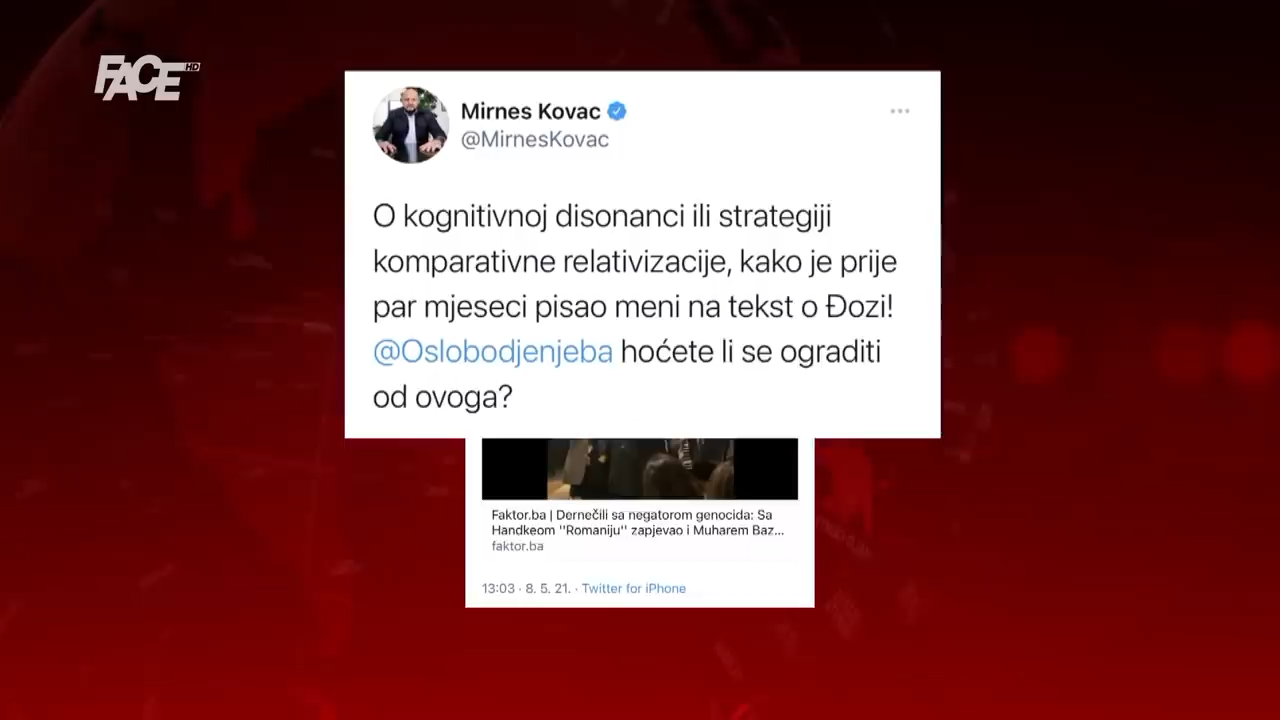 FACE HD
Mirnes Kovac
@MirnesKovac
O kognitivnoj disonanci ili strategiji
komparativne relativizacije, kako je prije
par mjeseci pisao meni na tekst o Đozi!
@Oslobodjenjeba hoćete li se ograditi
od ovoga?
Faktor.ba | Dernečili sa negatorom genocida: Sa
Handkeom "Romaniju" zapjevao i Muharem Baz...
faktor.ba
13:03 · 8. 5. 21. · Twitter for iPhone